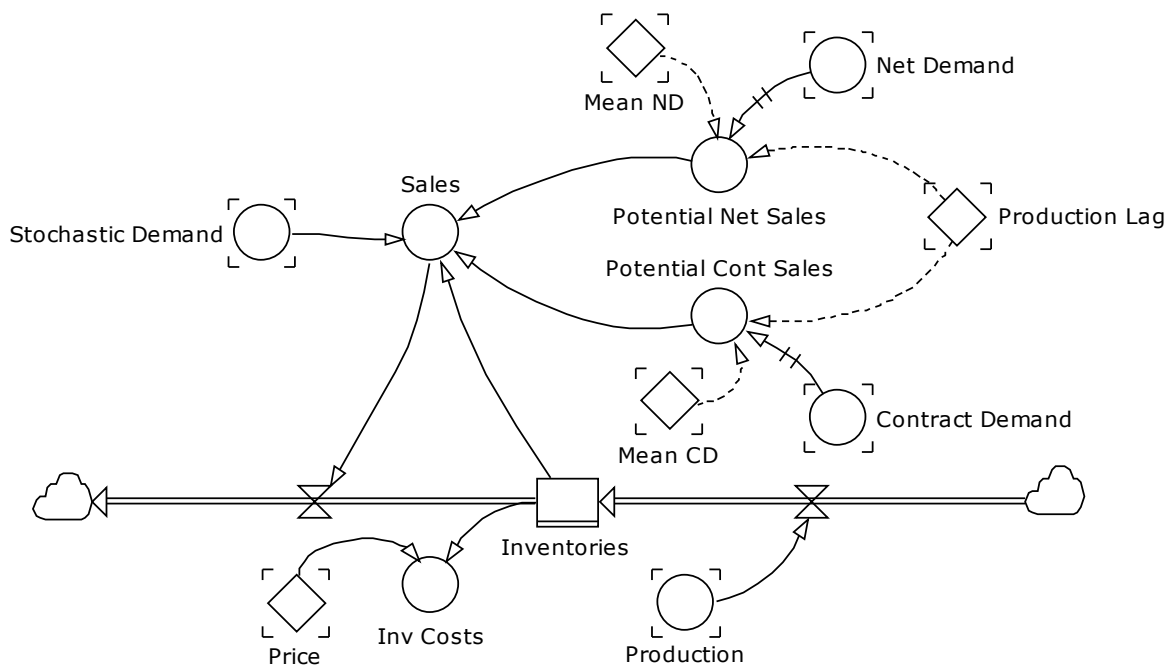 Net Demand
Mean ND
Sales
Potential Net Sales
Production Lag
Stochastic Demand
Potential Cont Sales
Contract Demand
Mean CD
Inventories
Inv Costs
Price
Production